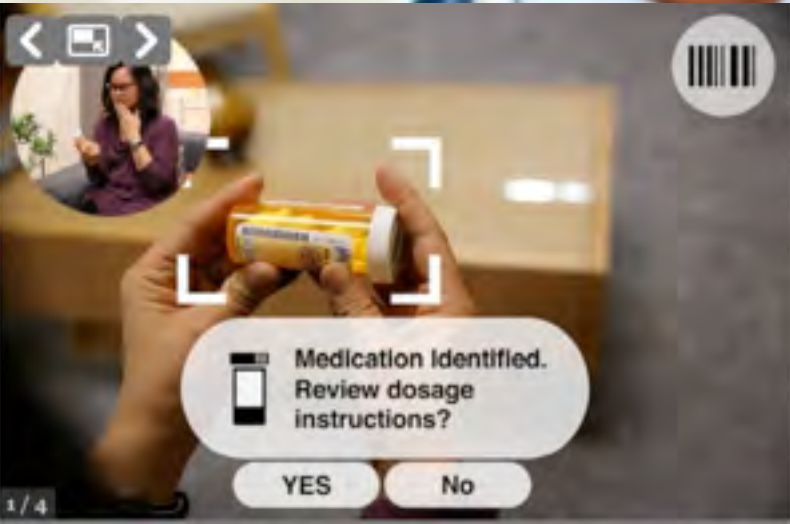 Medication Identified.
Review dosage
instructions?
YES
No
1 / 4